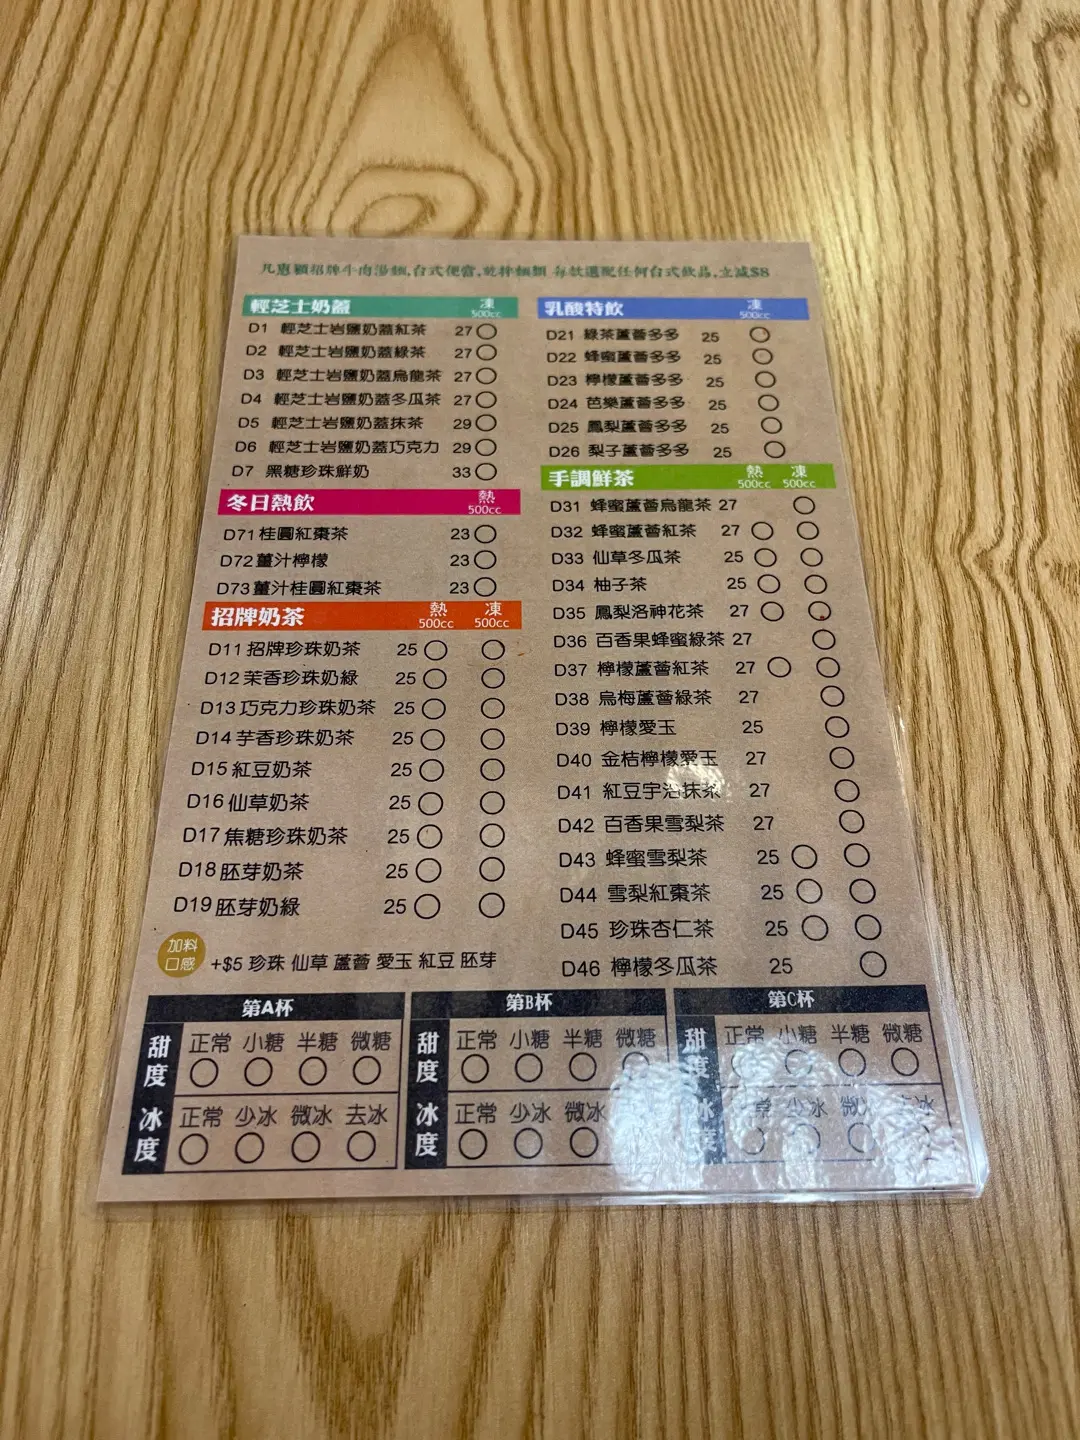 凡惠顧招牌牛肉湯麵,台式便當,乾拌麵類 每款選配任何台式飲品,立減$8
輕芝士奶蓋 凍 500cc
D1 輕芝士岩鹽奶蓋紅茶 27
D2 輕芝士岩鹽奶蓋綠茶 27
D3 輕芝士岩鹽奶蓋烏龍茶 27
D4 輕芝士岩鹽奶蓋冬瓜茶 27
D5 輕芝士岩鹽奶蓋抹茶 29
D6 輕芝士岩鹽奶蓋巧克力 29
D7 黑糖珍珠鮮奶 33
冬日熱飲 熱 500cc
D71 桂圓紅棗茶 23
D72 薑汁檸檬 23
D73 薑汁桂圓紅棗茶 23
招牌奶茶 熱 500cc 凍 500cc
D11 招牌珍珠奶茶 25
D12 茉香珍珠奶綠 25
D13 巧克力珍珠奶茶 25
D14 芋香珍珠奶茶 25
D15 紅豆奶茶 25
D16 仙草奶茶 25
D17 焦糖珍珠奶茶 25
D18 胚芽奶茶 25
D19 胚芽奶綠 25
加料
口感
+$5 珍珠 仙草 蘆薈 愛玉 紅豆 胚芽
乳酸特飲 凍 500cc
D21 綠茶蘆薈多多 25
D22 蜂蜜蘆薈多多 25
D23 檸檬蘆薈多多 25
D24 芭樂蘆薈多多 25
D25 鳳梨蘆薈多多 25
D26 梨子蘆薈多多 25
手調鮮茶 熱 500cc 凍 500cc
D31 蜂蜜蘆薈烏龍茶 27
D32 蜂蜜蘆薈紅茶 27
D33 仙草冬瓜茶 25
D34 柚子茶 25
D35 鳳梨洛神花茶 27
D36 百香果蜂蜜綠茶 27
D37 檸檬蘆薈紅茶 27
D38 烏梅蘆薈綠茶 27
D39 檸檬愛玉 25
D40 金桔檸檬愛玉 27
D41 紅豆宇治抹茶 27
D42 百香果雪梨茶 27
D43 蜂蜜雪梨茶 25
D44 雪梨紅棗茶 25
D45 珍珠杏仁茶 25
D46 檸檬冬瓜茶 25
第A杯
甜度 正常 小糖 半糖 微糖
冰度 正常 少冰 微冰 去冰
第B杯
甜度 正常 小糖 半糖 微糖
冰度 正常 少冰 微冰
第C杯
甜度 正常 小糖 半糖 微糖
冰 常 少冰 微 冰